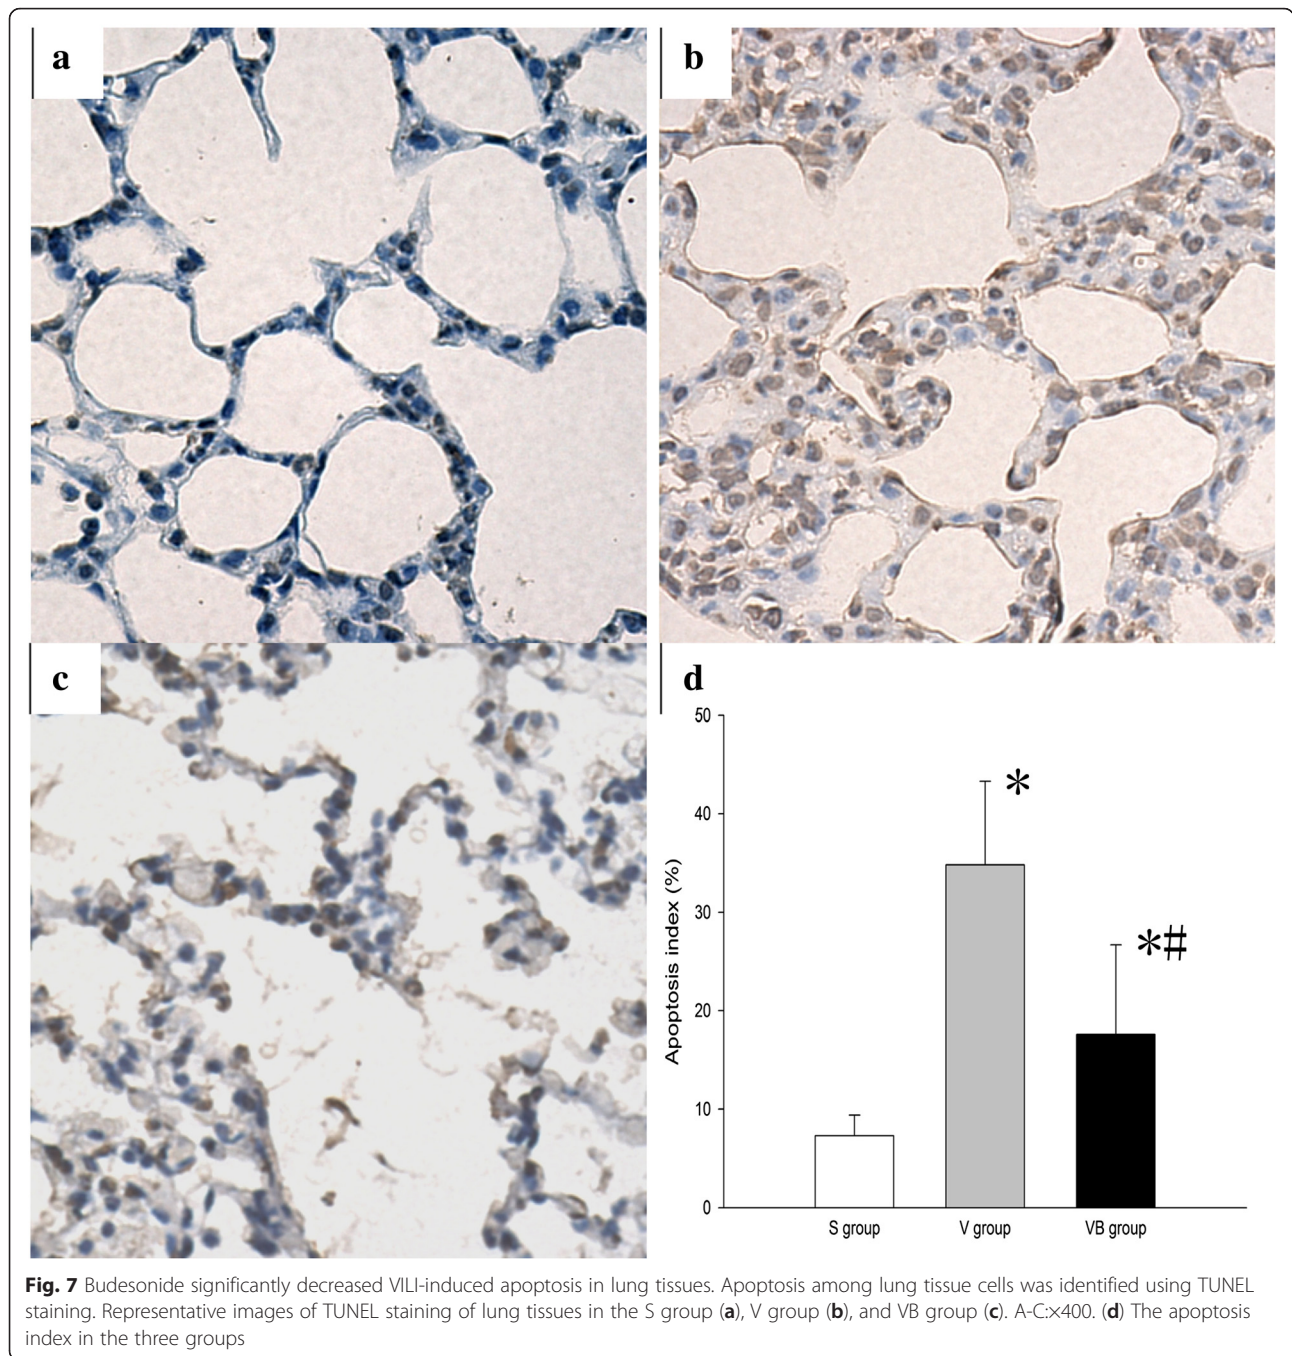 a
b
c
d
50
40
30
20
10
0
Apoptosis index (%)
*
*#
S group
V group
VB group
Fig. 7 Budesonide significantly decreased VILI-induced apoptosis in lung tissues. Apoptosis among lung tissue cells was identified using TUNEL
staining. Representative images of TUNEL staining of lung tissues in the S group (a), V group (b), and VB group (c). A-C:×400. (d) The apoptosis
index in the three groups